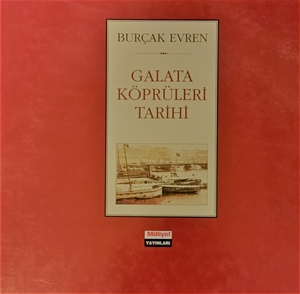 BURÇAK EVREN
GALATA
KÖPRÜLERİ
TARİHİ
Milliyet
YAYINLARI